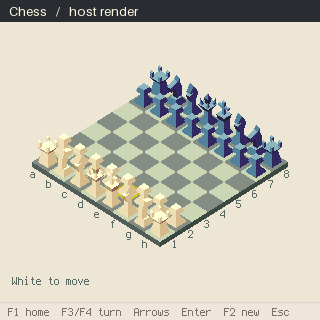 Chess / host render
a b c d e f g h
1 2 3 4 5 6 7 8
White to move
F1 home F3/F4 turn Arrows Enter F2 new Esc